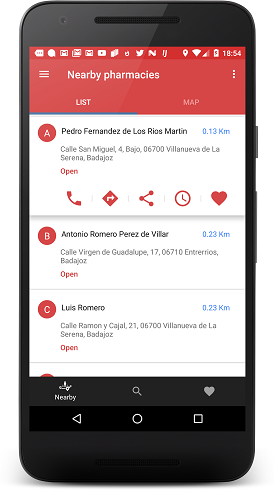 18:54
Nearby pharmacies
LIST
MAP
A
Pedro Fernandez de Los Rios Martin
0.13 Km
Calle San Miguel, 4, Bajo, 06700 Villanueva de La
Serena, Badajoz
Open
B
Antonio Romero Perez de Villar
0.23 Km
Calle Virgen de Guadalupe, 17, 06710 Entrerrios,
Badajoz
Open
C
Luis Romero
0.23 Km
Calle Ramon y Cajal, 21, 06700 Villanueva de La
Serena, Badajoz
Open
Nearby